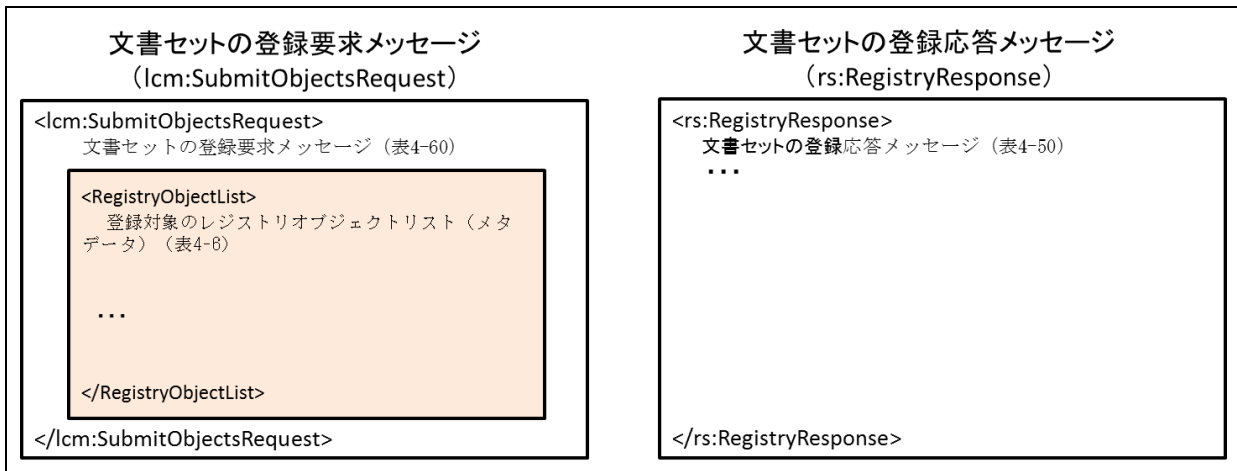 文書セットの登録要求メッセージ
（lcm:SubmitObjectsRequest）
<lcm:SubmitObjectsRequest>
文書セットの登録要求メッセージ（表4-60）
<RegistryObjectList>
登録対象のレジストリオブジェクトリスト（メタ
データ）（表4-6）
・・・
</RegistryObjectList>
</lcm:SubmitObjectsRequest>
文書セットの登録応答メッセージ
（rs:RegistryResponse）
<rs:RegistryResponse>
文書セットの登録応答メッセージ（表4-50）
・・・
</rs:RegistryResponse>